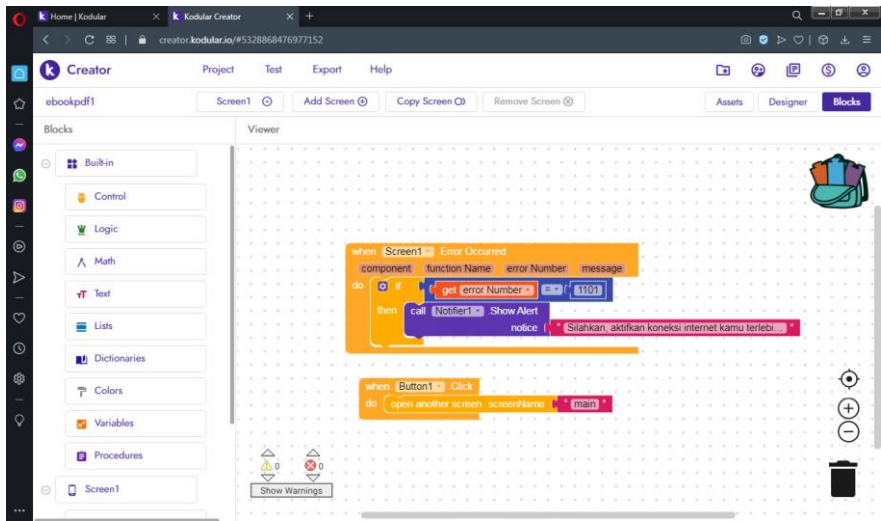 Home | Kodular
Kodular Creator
creator.kodular.io/#5328868476977152
Creator
Project
Test
Export
Help
ebookpdf1
Screen1
Add Screen
Copy Screen
Remove Screen
Assets
Designer
Blocks
Blocks
Viewer
Built-in
Control
Logic
Math
Text
Lists
Dictionaries
Colors
Variables
Procedures
Screen1
when Screen1 .Error Occurred
component function Name error Number message
do if get error Number = 1101
then call Notifier1 .Show Alert
notice " Silahkan, aktifkan koneksi internet kamu terlebi... "
when Button1 .Click
do open another screen screenName " main "
0 0
Show Warnings